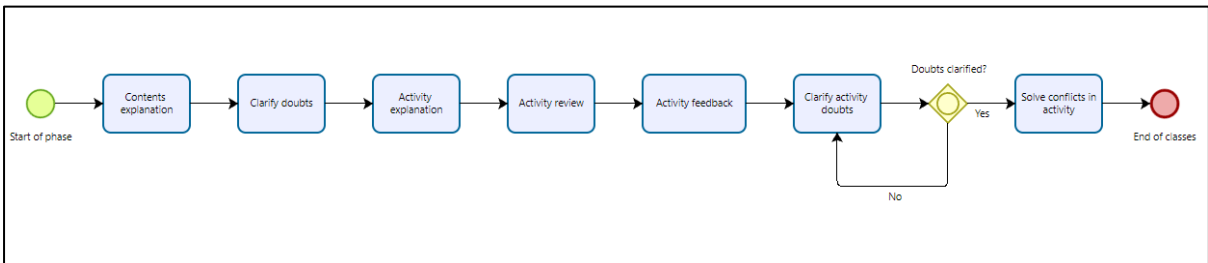 Start of phase
Contents
explanation
Clarify doubts
Activity
explanation
Activity review
Activity feedback
Clarify activity
doubts
Doubts clarified?
Yes
No
Solve conflicts in
activity
End of classes